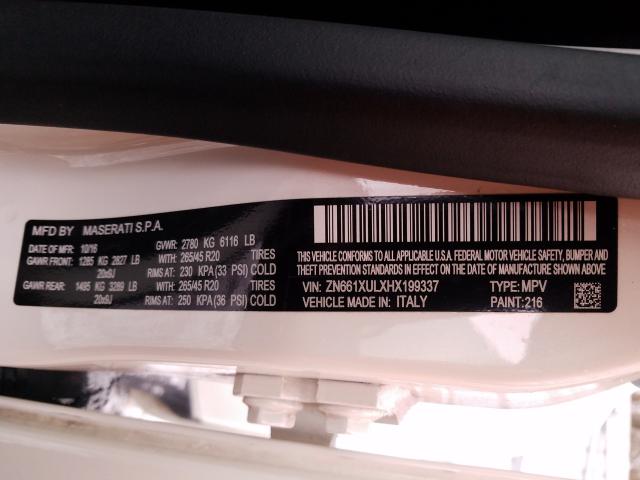 MFD BY MASERATI S.P.A.
DATE OF MFD: 10/16 GVWR: 2780 KG 6116 LB
GAWR FRONT: 1285 KG 2827 LB WITH: 265/45 R20 TIRES
20x9J RIMS AT: 230 KPA (33 PSI) COLD
GAWR REAR: 1495 KG 3289 LB WITH: 265/45 R20 TIRES
20x9J RIMS AT: 250 KPA (36 PSI) COLD
THIS VEHICLE CONFORMS TO ALL APPLICABLE U.S.A. FEDERAL MOTOR VEHICLE SAFETY, BUMPER AND
THEFT PREVENTION STANDARDS IN EFFECT ON THE DATE OF MANUFACTURE SHOWN ABOVE
VIN: ZN661XULXHX199337 TYPE: MPV
VEHICLE MADE IN: ITALY PAINT: 216